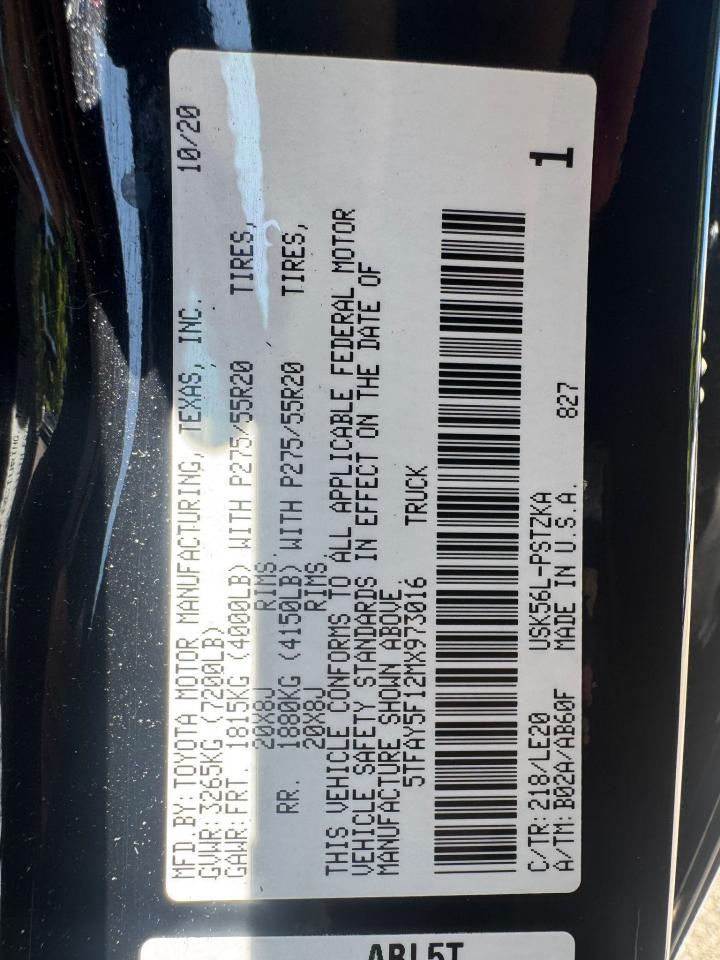 MFD.BY:TOYOTA MOTOR MANUFACTURING, TEXAS, INC. 10/20
GVWR:3265KG (7200LB)
GAWR:FRT. 1815KG (4000LB) WITH P275/55R20 TIRES,
20X8J RIMS,
RR. 1880KG (4150LB) WITH P275/55R20 TIRES,
20X8J RIMS
THIS VEHICLE CONFORMS TO ALL APPLICABLE FEDERAL MOTOR
VEHICLE SAFETY STANDARDS IN EFFECT ON THE DATE OF
MANUFACTURE SHOWN ABOVE.
5TFAY5F12MX973016 TRUCK
C/TR:218/LE20 USK56L-PSTZKA 1
A/TM:B02A/AB60F MADE IN U.S.A. 827